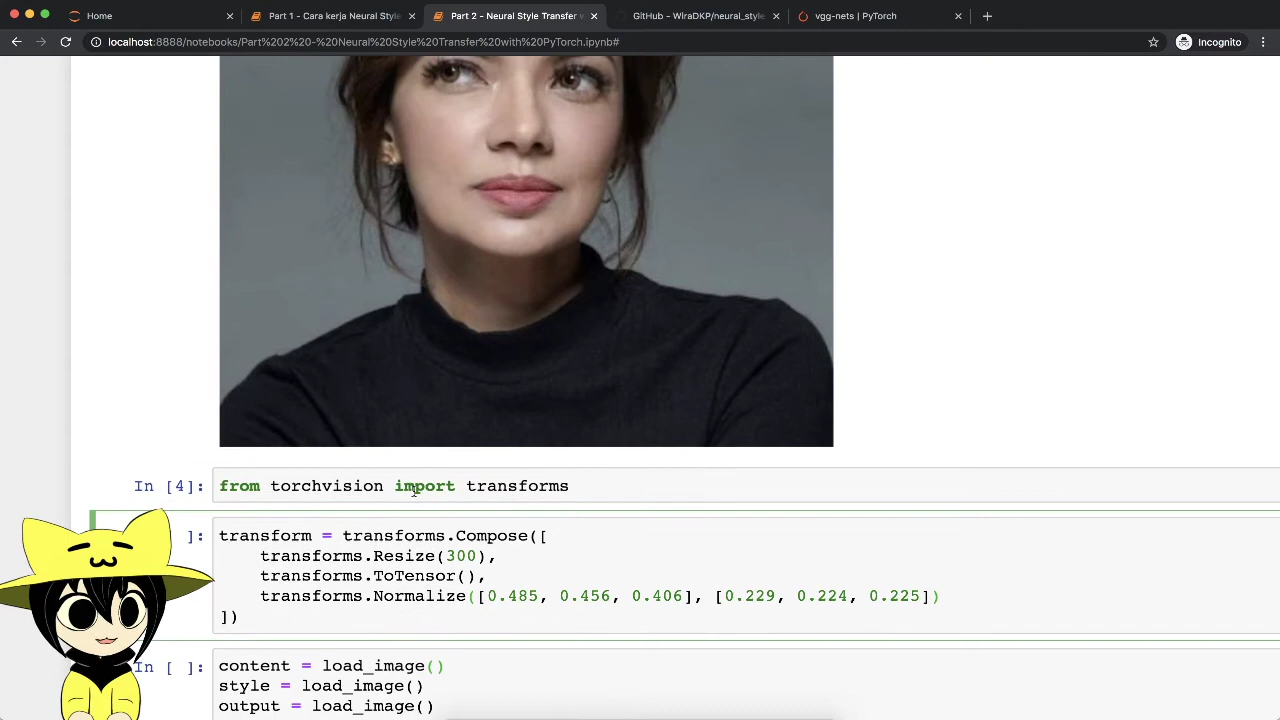 Home
Part 1 - Cara kerja Neural Style
Part 2 - Neural Style Transfer w
GitHub - WiraDKP/neural_style
vgg-nets | PyTorch
localhost:8888/notebooks/Part%202%20-%20Neural%20Style%20Transfer%20with%20PyTorch.ipynb#
Incognito
In [4]: from torchvision import transforms
]: transform = transforms.Compose([
transforms.Resize(300),
transforms.ToTensor(),
transforms.Normalize([0.485, 0.456, 0.406], [0.229, 0.224, 0.225])
])
In [ ]: content = load_image()
style = load_image()
output = load_image()